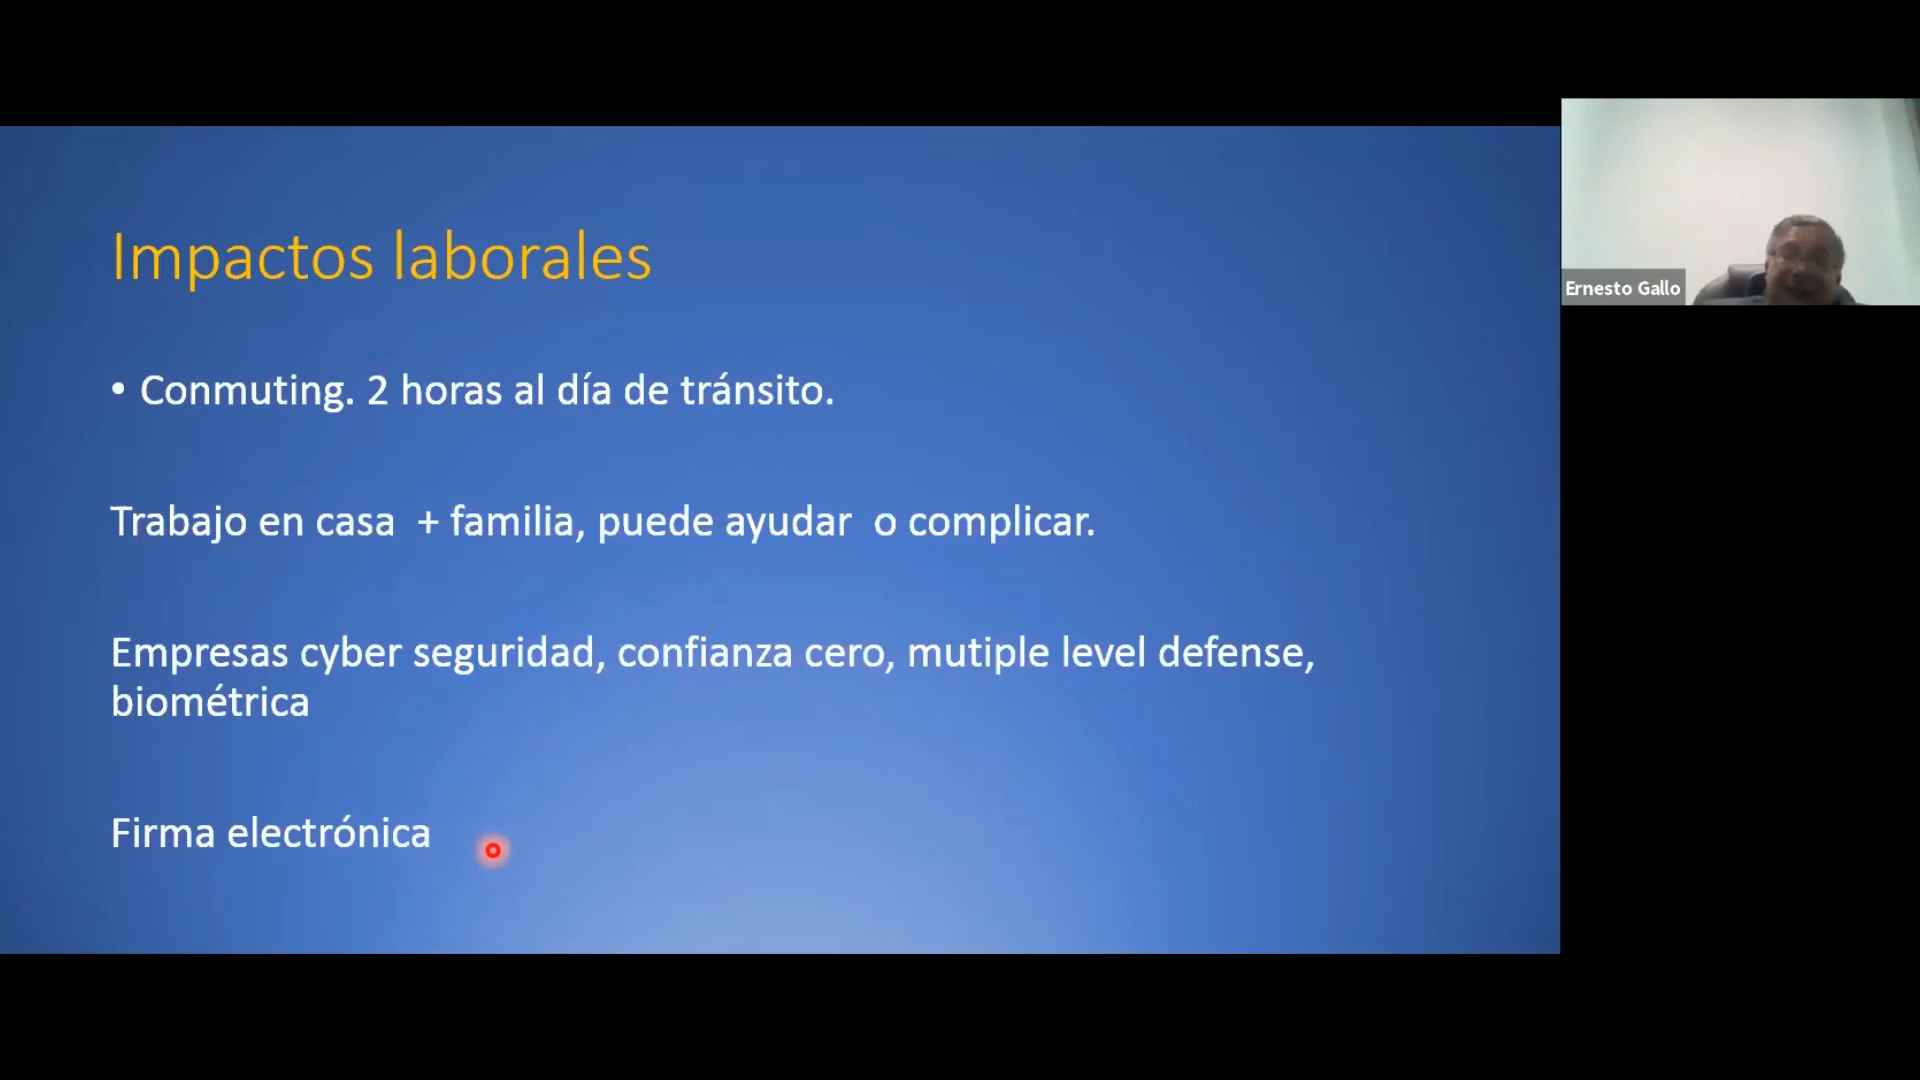 Impactos laborales
• Conmuting. 2 horas al día de tránsito.
Trabajo en casa + familia, puede ayudar o complicar.
Empresas cyber seguridad, confianza cero, mutiple level defense,
biométrica
Firma electrónica
Ernesto Gallo